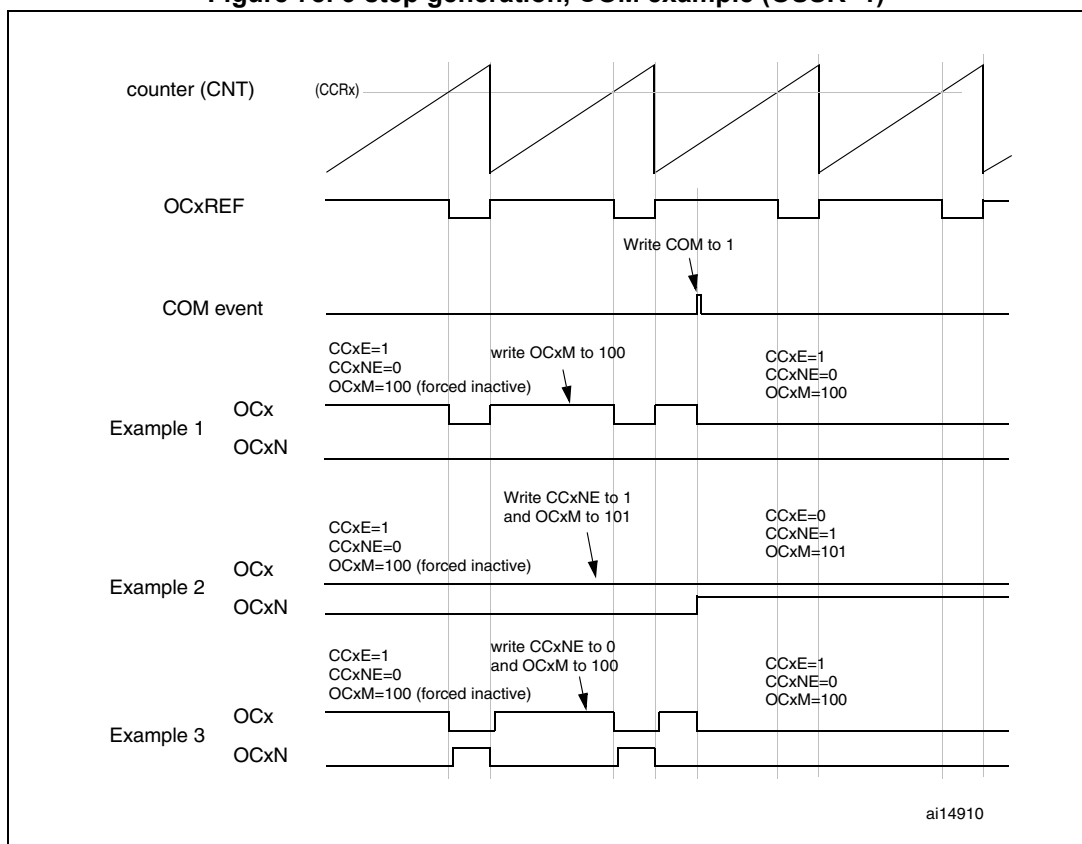 Figure 6-step generation, COM example (OSSR=1)
counter (CNT)
(CCRx)
OCxREF
Write COM to 1
COM event
CCxE=1
CCxNE=0
OCxM=100 (forced inactive)
write OCxM to 100
CCxE=1
CCxNE=0
OCxM=100
OCx
Example 1
OCxN
Write CCxNE to 1
and OCxM to 101
CCxE=1
CCxNE=0
OCxM=100 (forced inactive)
CCxE=0
CCxNE=1
OCxM=101
OCx
Example 2
OCxN
write CCxNE to 0
and OCxM to 100
CCxE=1
CCxNE=0
OCxM=100 (forced inactive)
CCxE=1
CCxNE=0
OCxM=100
OCx
Example 3
OCxN
ai14910